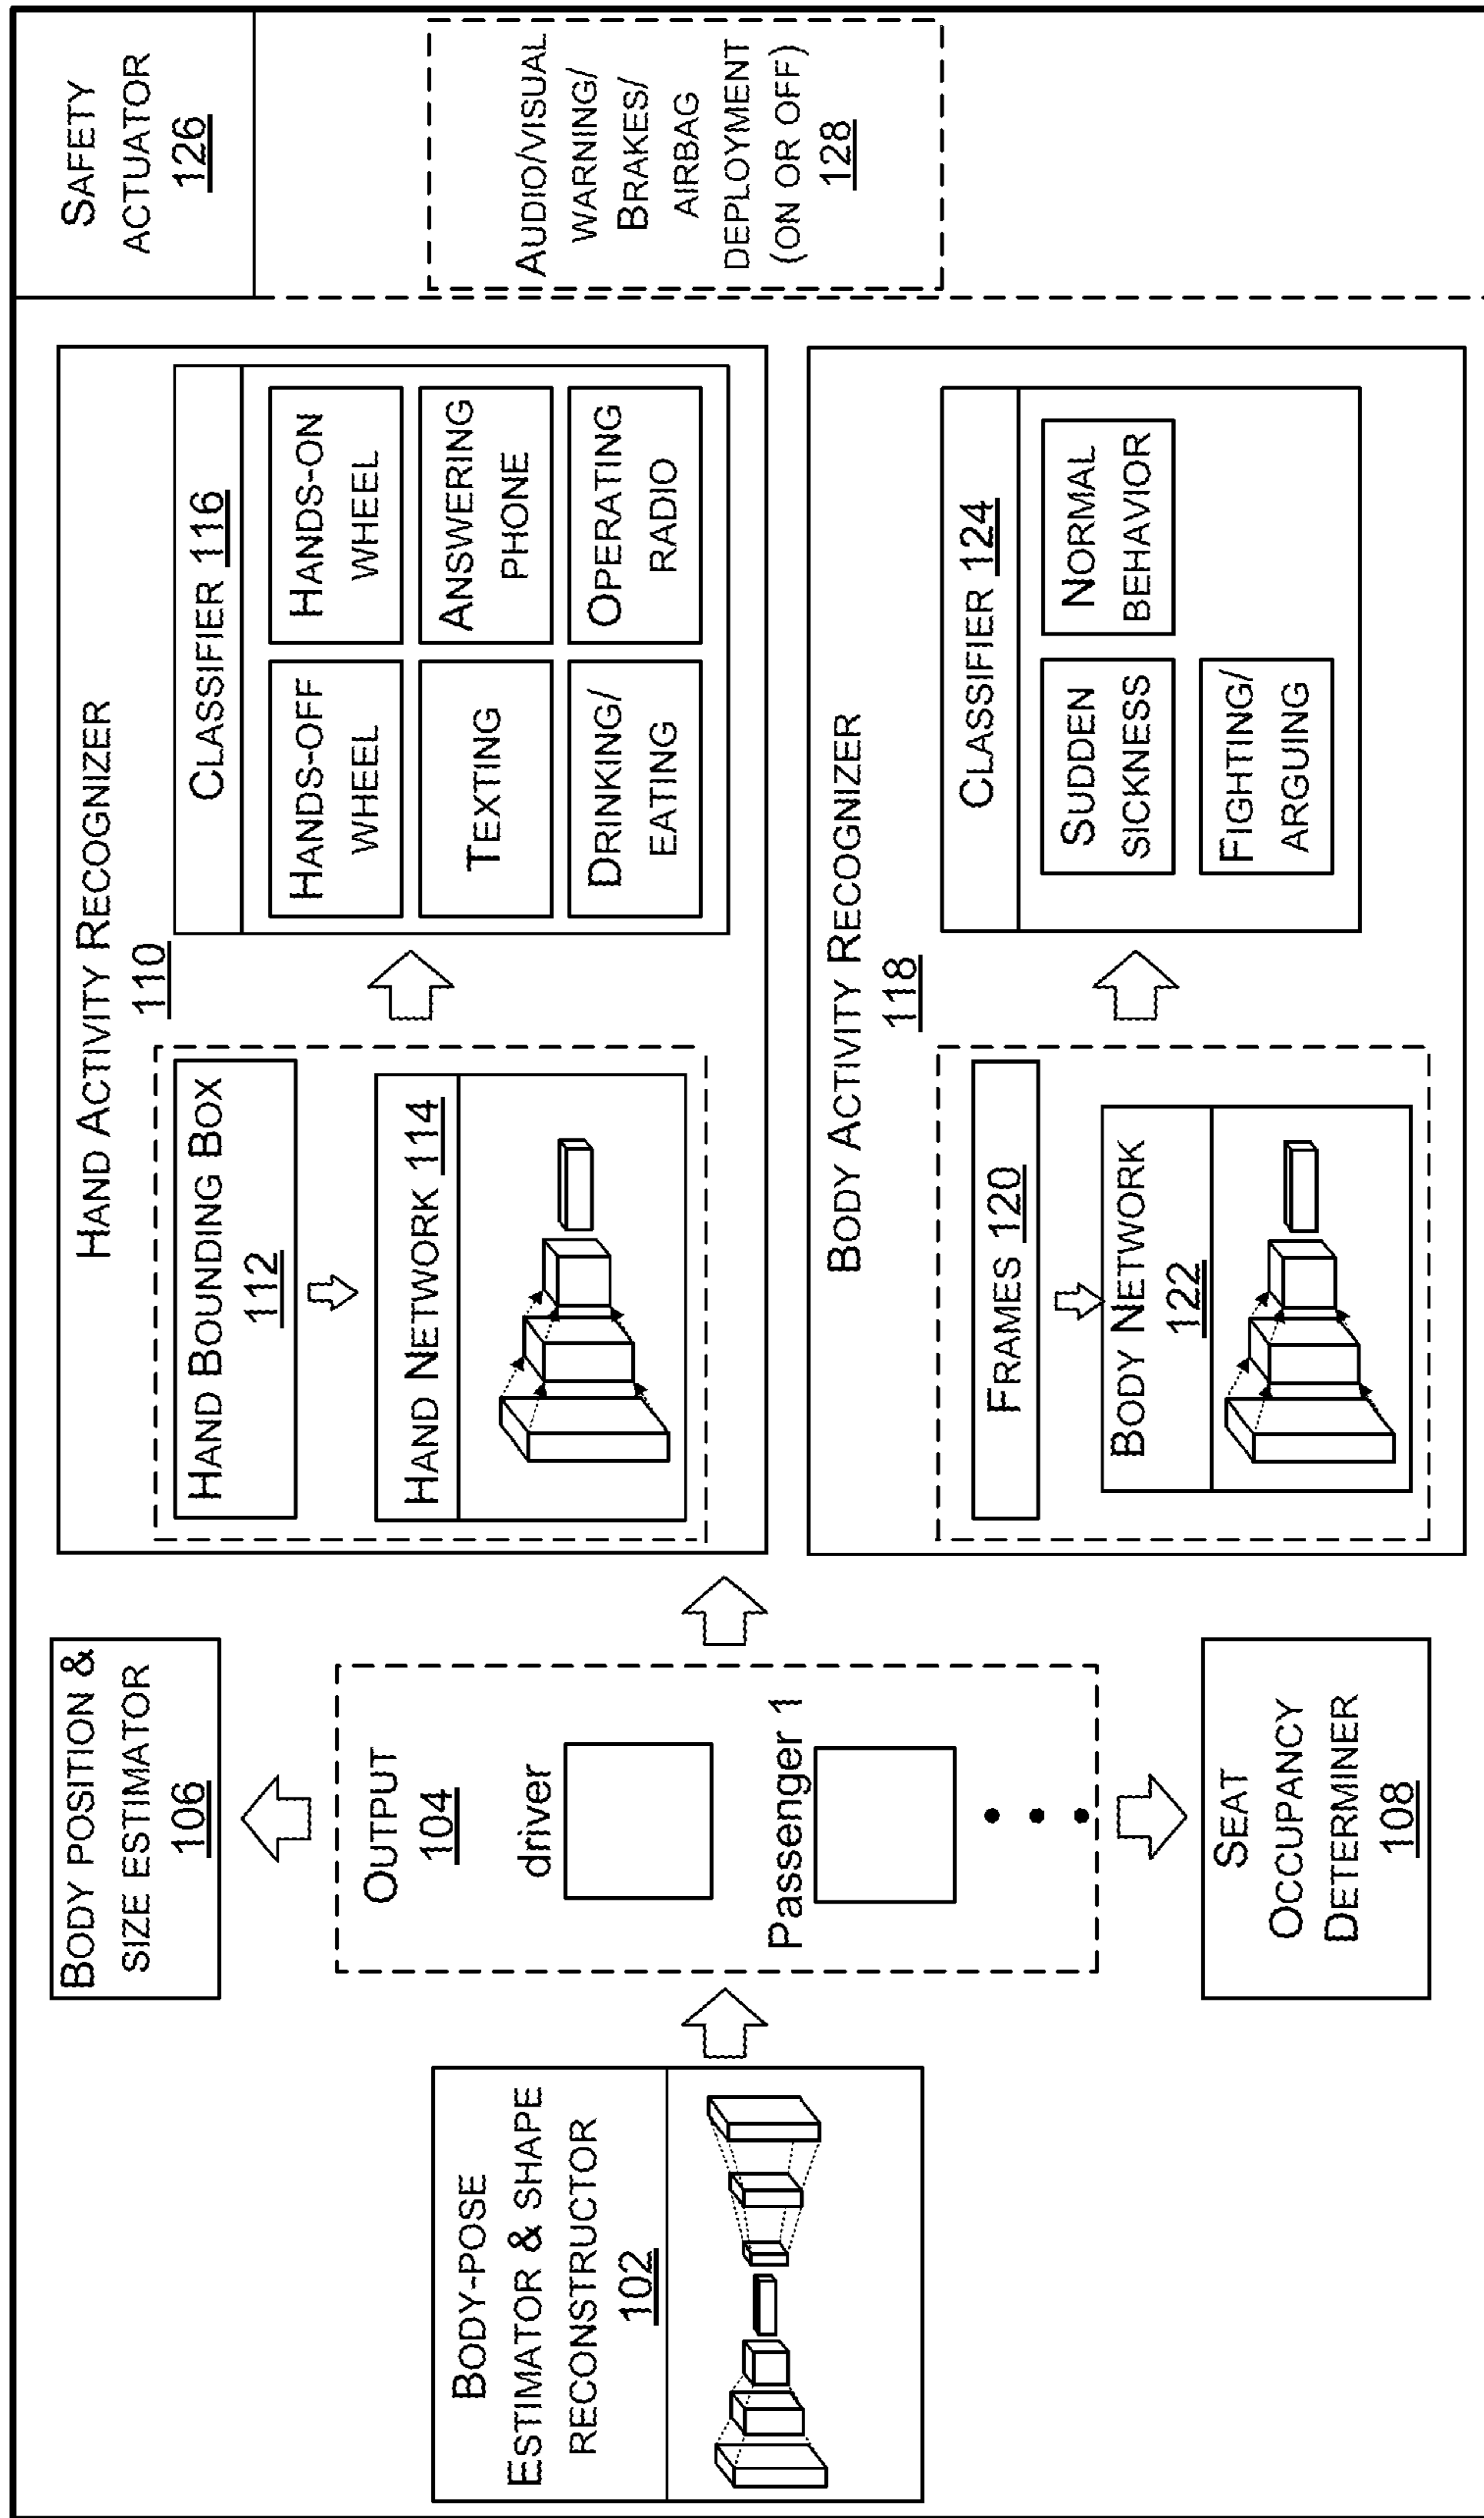 BODY-POSE
ESTIMATOR & SHAPE
RECONSTRUCTOR
102
BODY POSITION &
SIZE ESTIMATOR
106
OUTPUT
104
driver
Passenger 1
SEAT
OCCUPANCY
DETERMINER
108
HAND ACTIVITY RECOGNIZER
110
HAND BOUNDING BOX
112
HAND NETWORK 114
CLASSIFIER 116
HANDS-OFF
WHEEL
HANDS-ON
WHEEL
TEXTING
ANSWERING
PHONE
DRINKING/
EATING
OPERATING
RADIO
BODY ACTIVITY RECOGNIZER
118
FRAMES 120
BODY NETWORK
122
CLASSIFIER 124
SUDDEN
SICKNESS
NORMAL
BEHAVIOR
FIGHTING/
ARGUING
SAFETY
ACTUATOR
126
AUDIO/VISUAL
WARNING/
BRAKES/
AIRBAG
DEPLOYMENT
(ON OR OFF)
128